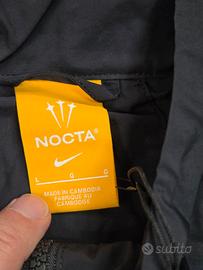 NOCTA®
L G G
MADE IN CAMBODIA
FABRIQUÉ AU
CAMBODGE
subito